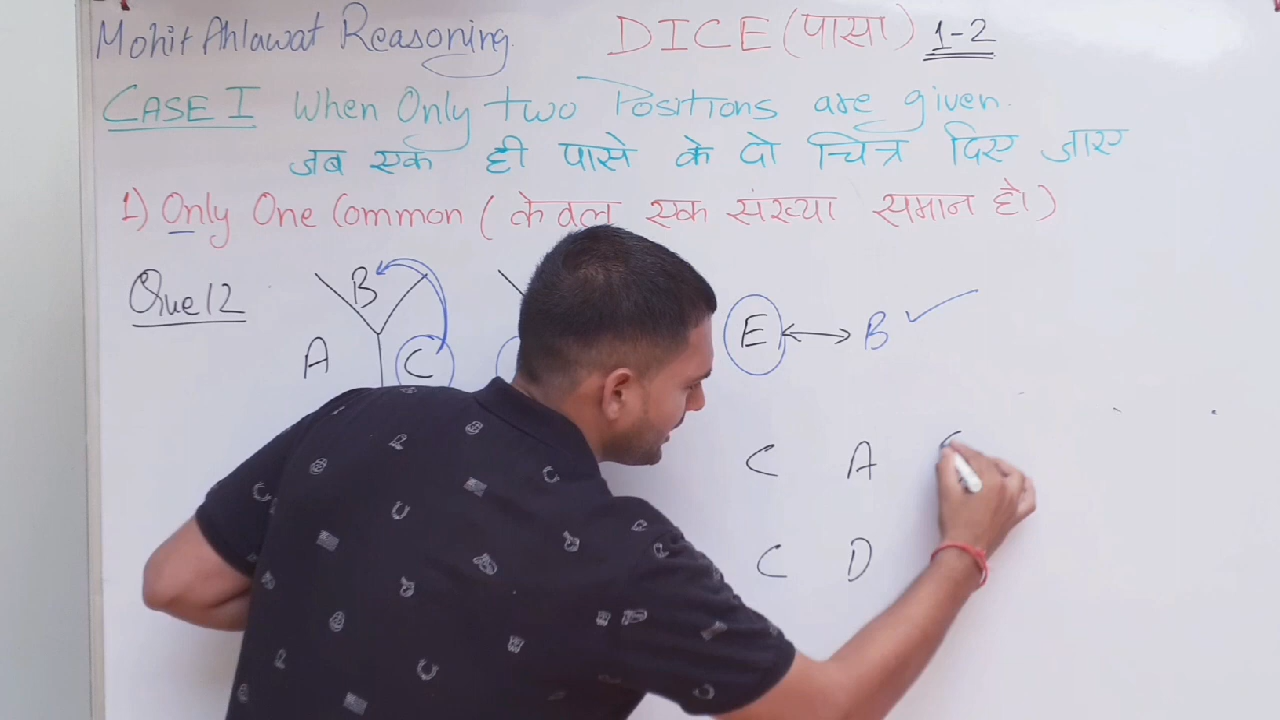 Mohit Ahlawat Reasoning. DICE (पासा) 1-2
CASE I When Only two Positions are given.
जब एक ही पासे के दो चित्र दिए जाए
1) Only One Common ( केवल एक संख्या समान हो )
Que 12 B
A C E B
C A
C D